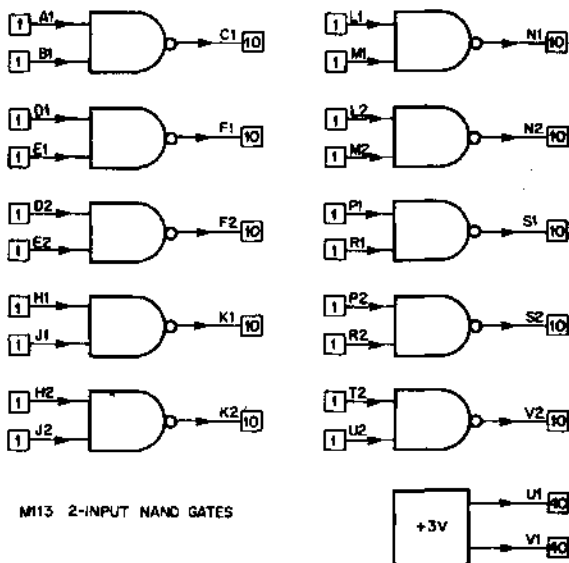 1 A1 C1 10
1 B1
1 D1 F1 10
1 E1
1 D2 F2 10
1 E2
1 H1 K1 10
1 J1
1 H2 K2 10
1 J2
M113 2-INPUT NAND GATES
1 L1 N1 10
1 M1
1 L2 N2 10
1 M2
1 P1 S1 10
1 R1
1 P2 S2 10
1 R2
1 T2 V2 10
1 U2
+3V
U1 10
V1 10